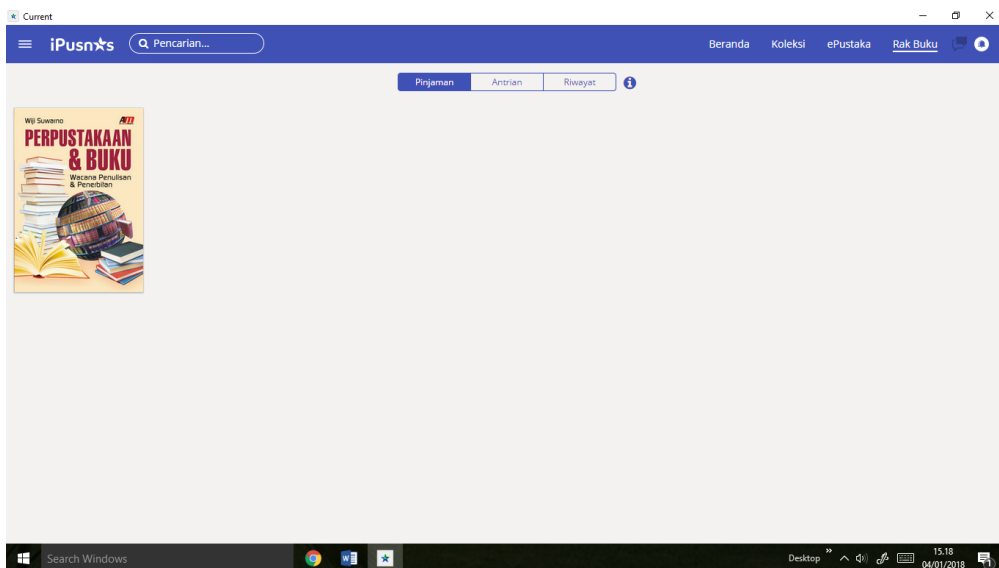 Current
iPusn★s
Pencarian...
Beranda
Koleksi
ePustaka
Rak Buku
Pinjaman
Antrian
Riwayat
Wiji Suwarno
PERPUSTAKAAN
& BUKU
Wacana Penulisan
& Penerbitan
Search Windows
Desktop
15.18
04/01/2018